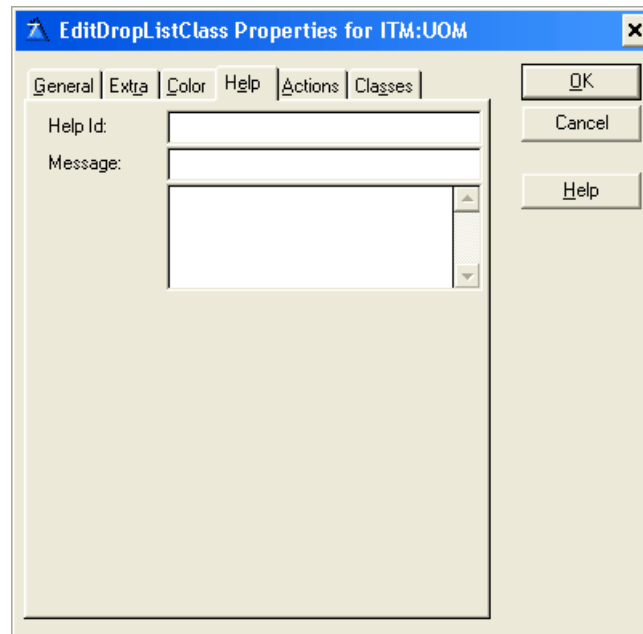 EditDropListClass Properties for ITM:UOM
General Extra Color Help Actions Classes
OK
Help Id:
Cancel
Message:
Help